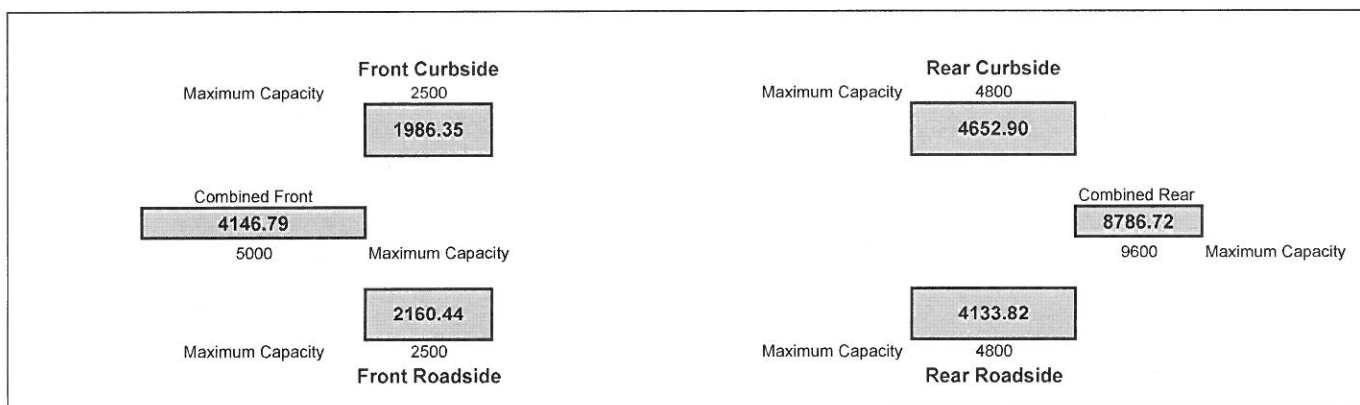 Front Curbside
Maximum Capacity 2500
1986.35
Combined Front
4146.79
5000 Maximum Capacity
2160.44
Maximum Capacity 2500
Front Roadside
Rear Curbside
Maximum Capacity 4800
4652.90
Combined Rear
8786.72
9600 Maximum Capacity
4133.82
Maximum Capacity 4800
Rear Roadside